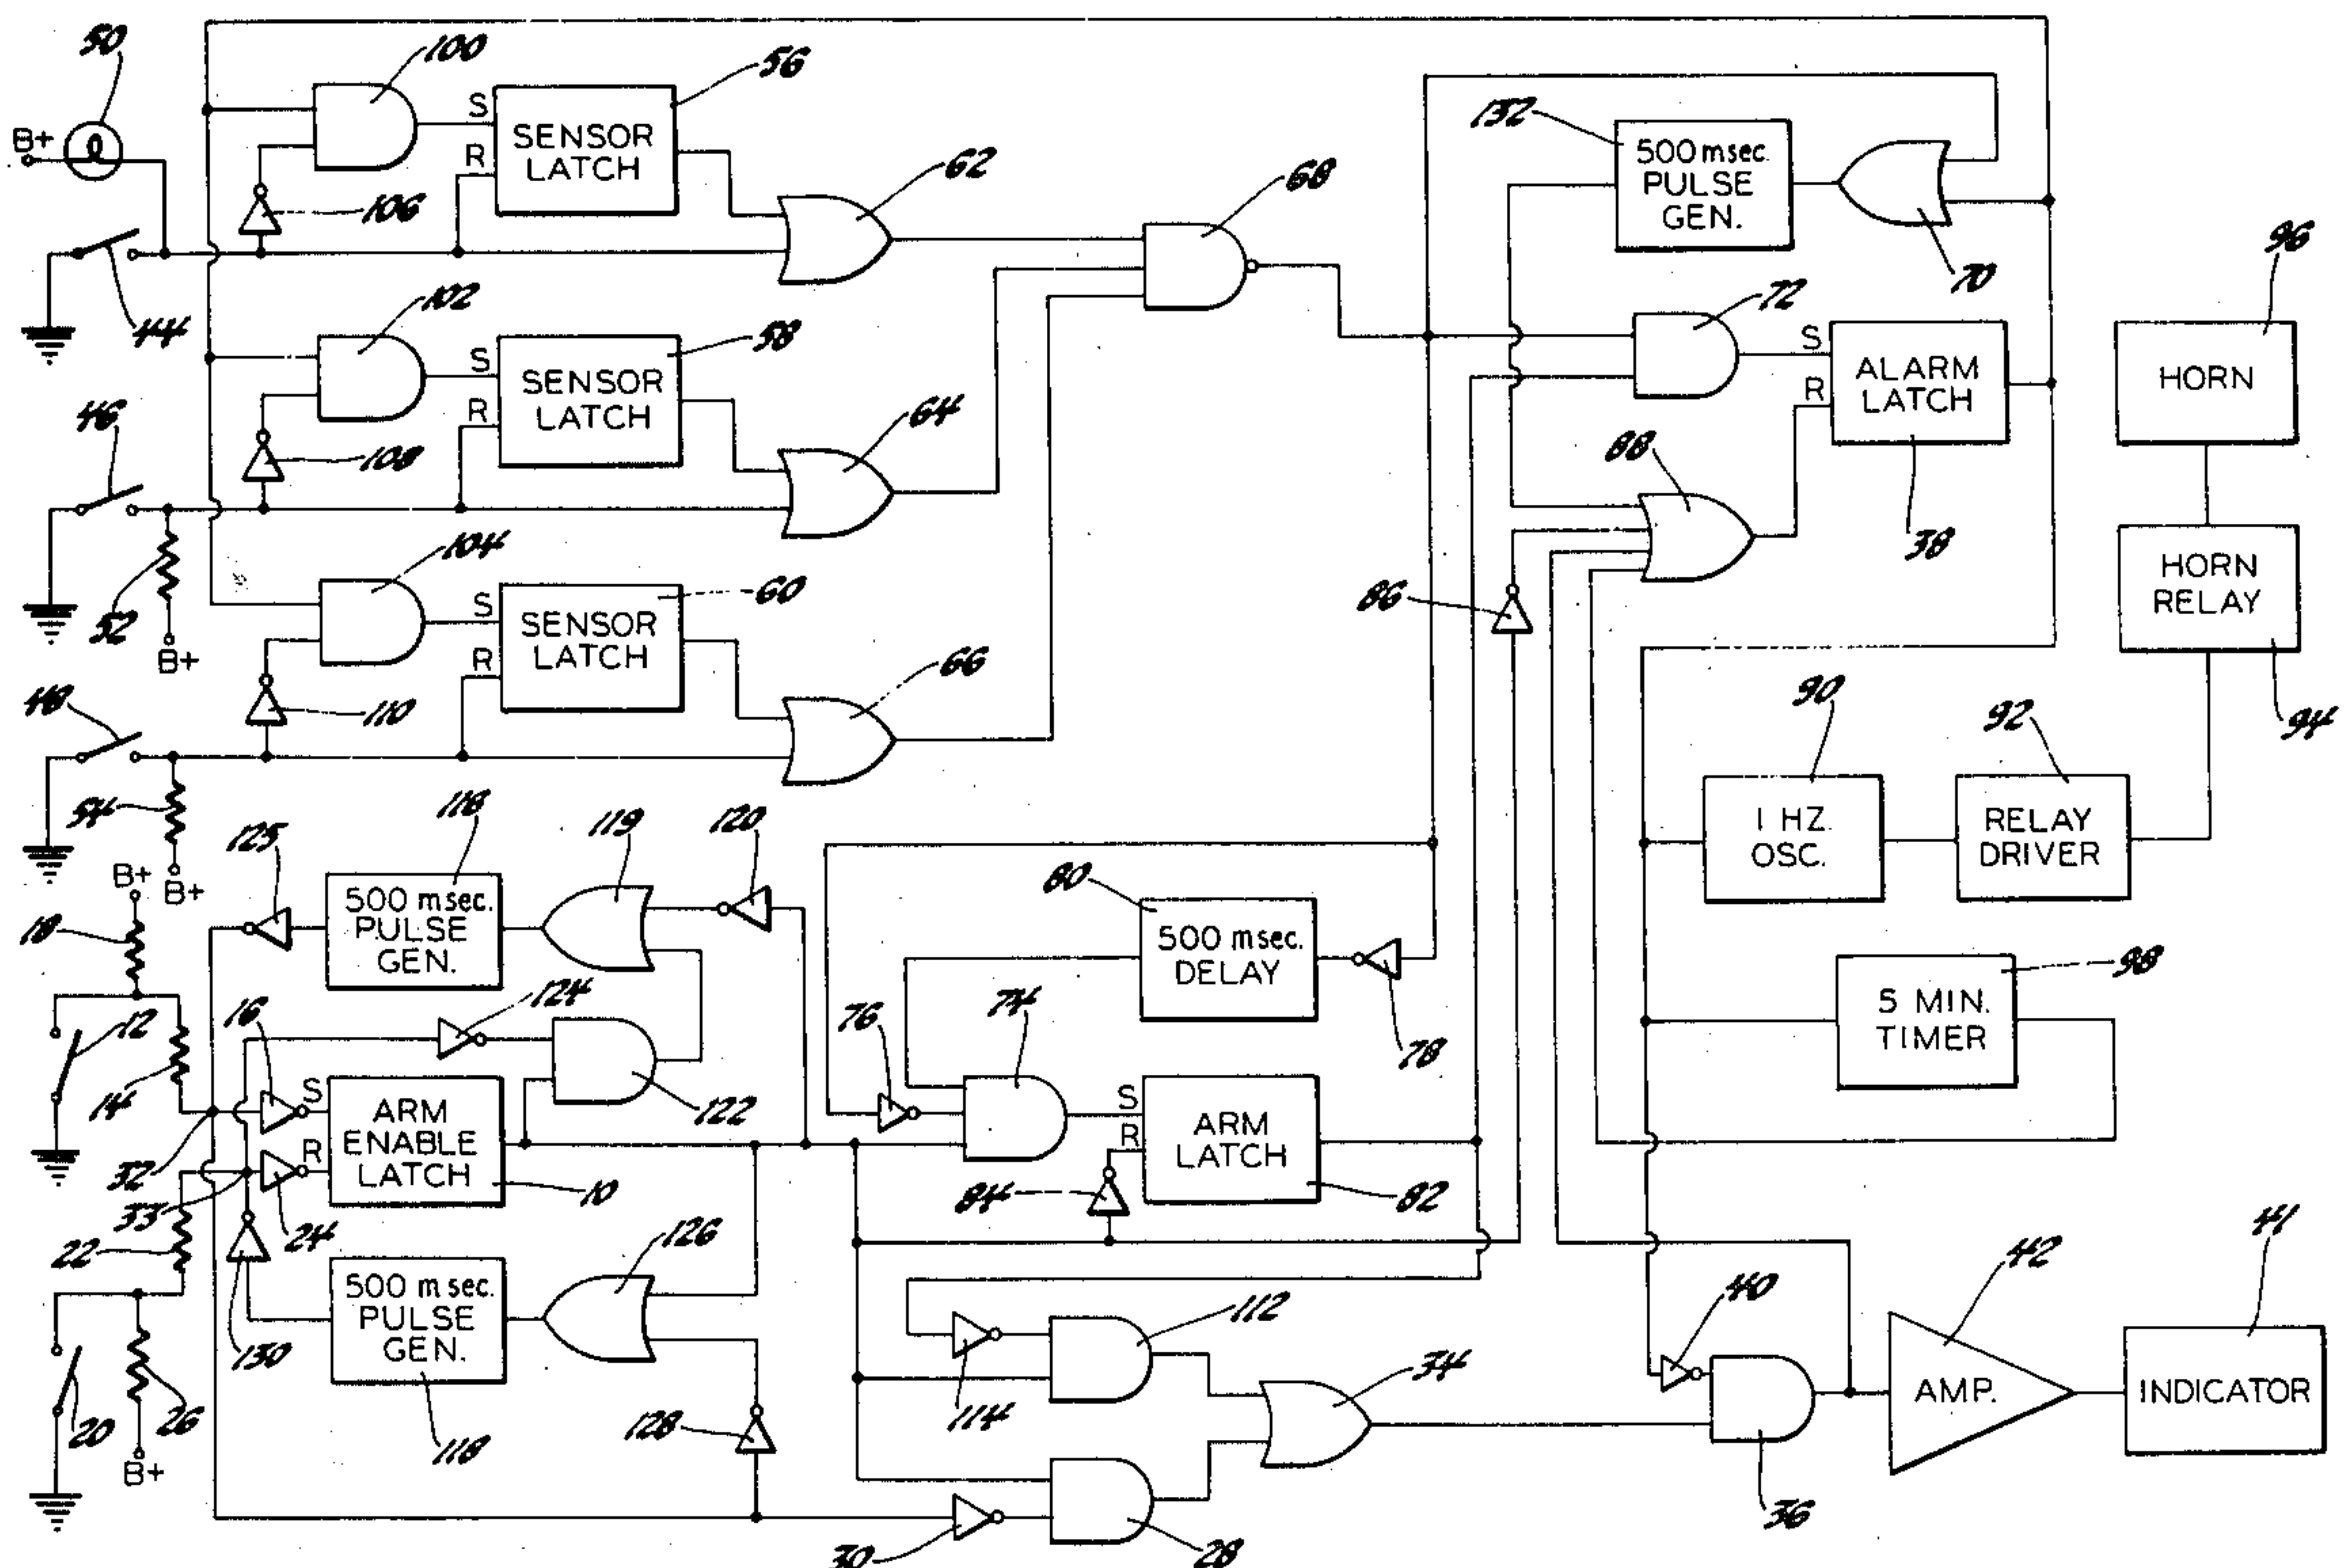 50
100
56
B+
S
R
SENSOR
LATCH
106
62
68
132
500 msec.
PULSE
GEN.
70
96
44
102
58
S
R
SENSOR
LATCH
72
S
R
ALARM
LATCH
HORN
46
108
64
88
38
52
B+
104
60
S
R
SENSOR
LATCH
86
HORN
RELAY
94
48
110
66
90
92
54
B+
118
125
119
120
1 HZ.
OSC.
RELAY
DRIVER
B+
18
500 msec.
PULSE
GEN.
80
500 msec.
DELAY
98
5 MIN.
TIMER
12
16
124
76
74
78
14
S
R
ARM
ENABLE
LATCH
122
S
R
ARM
LATCH
32
33
24
10
84
82
22
126
42
41
500 msec.
PULSE
GEN.
112
40
130
34
AMP.
INDICATOR
20
26
B+
118
128
114
36
30
28